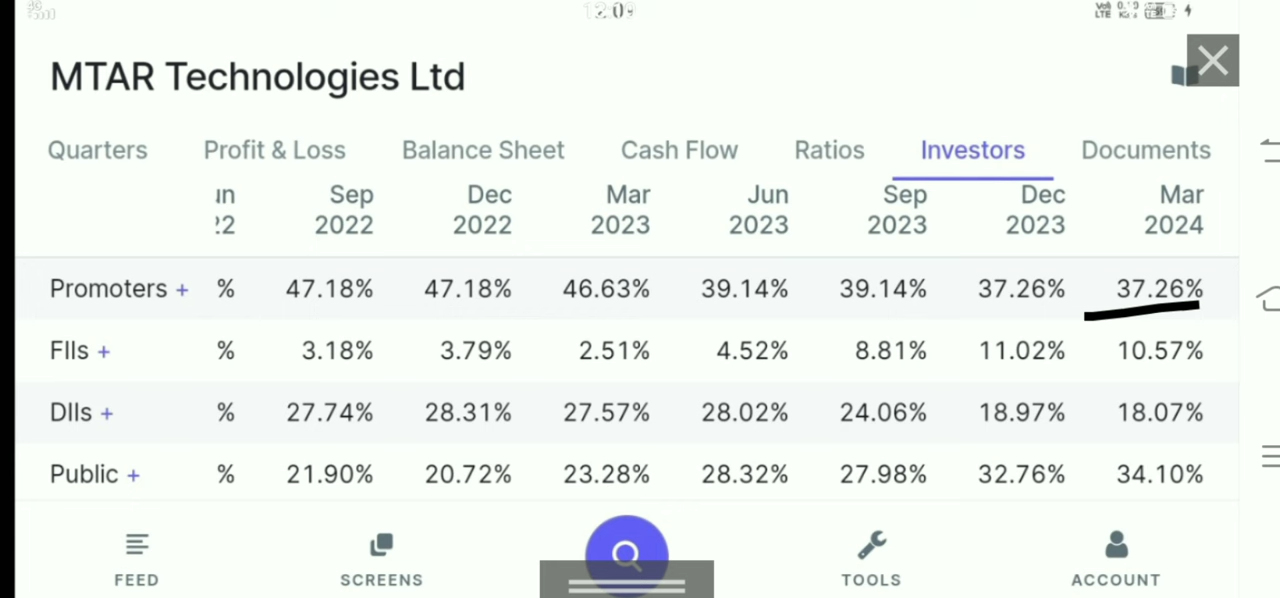 12:09
MTAR Technologies Ltd
Quarters Profit & Loss Balance Sheet Cash Flow Ratios Investors Documents
Sep Dec Mar Jun Sep Dec Mar
2022 2022 2023 2023 2023 2023 2024
Promoters + % 47.18% 47.18% 46.63% 39.14% 39.14% 37.26% 37.26%
FIIs + % 3.18% 3.79% 2.51% 4.52% 8.81% 11.02% 10.57%
DIIs + % 27.74% 28.31% 27.57% 28.02% 24.06% 18.97% 18.07%
Public + % 21.90% 20.72% 23.28% 28.32% 27.98% 32.76% 34.10%
FEED SCREENS TOOLS ACCOUNT